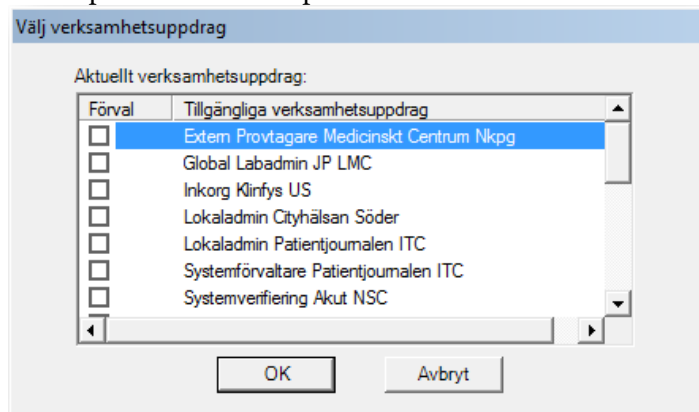 Välj verksamhetsuppdrag
Aktuellt verksamhetsuppdrag:
Förval Tillgängliga verksamhetsuppdrag
Extern Provtagare Medicinskt Centrum Nkpg
Global Labadmin JP LMC
Inkorg Klinfys US
Lokaladmin Cityhälsan Söder
Lokaladmin Patientjournalen ITC
Systemförvaltare Patientjournalen ITC
Systemverifiering Akut NSC
OK Avbryt